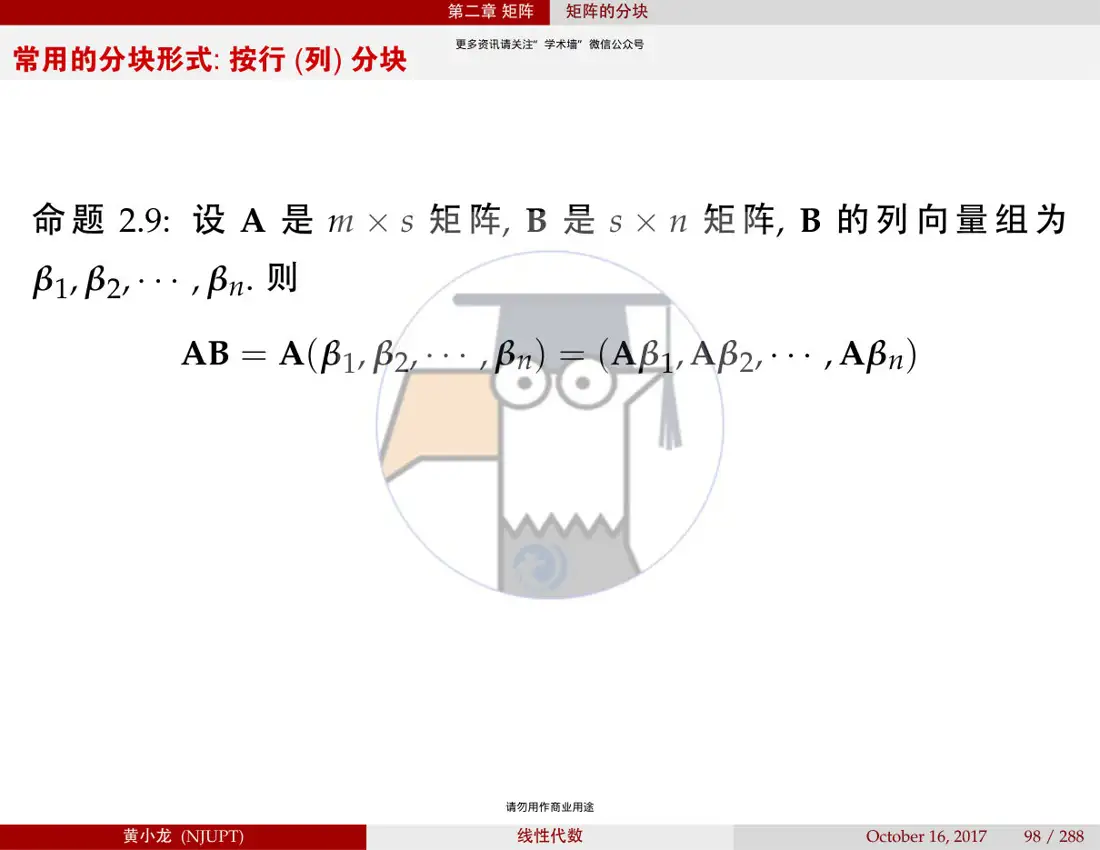 第二章 矩阵 矩阵的分块
更多资讯请关注“学术墙”微信公众号
常用的分块形式: 按行 (列) 分块
命题 2.9: 设 A 是 m × s 矩阵, B 是 s × n 矩阵, B 的列向量组为
β₁, β₂, ⋯ , βₙ. 则
AB = A(β₁, β₂, ⋯ , βₙ) = (Aβ₁, Aβ₂, ⋯ , Aβₙ)
请勿用作商业用途
黄小龙 (NJUPT) 线性代数 October 16, 2017 98 / 288